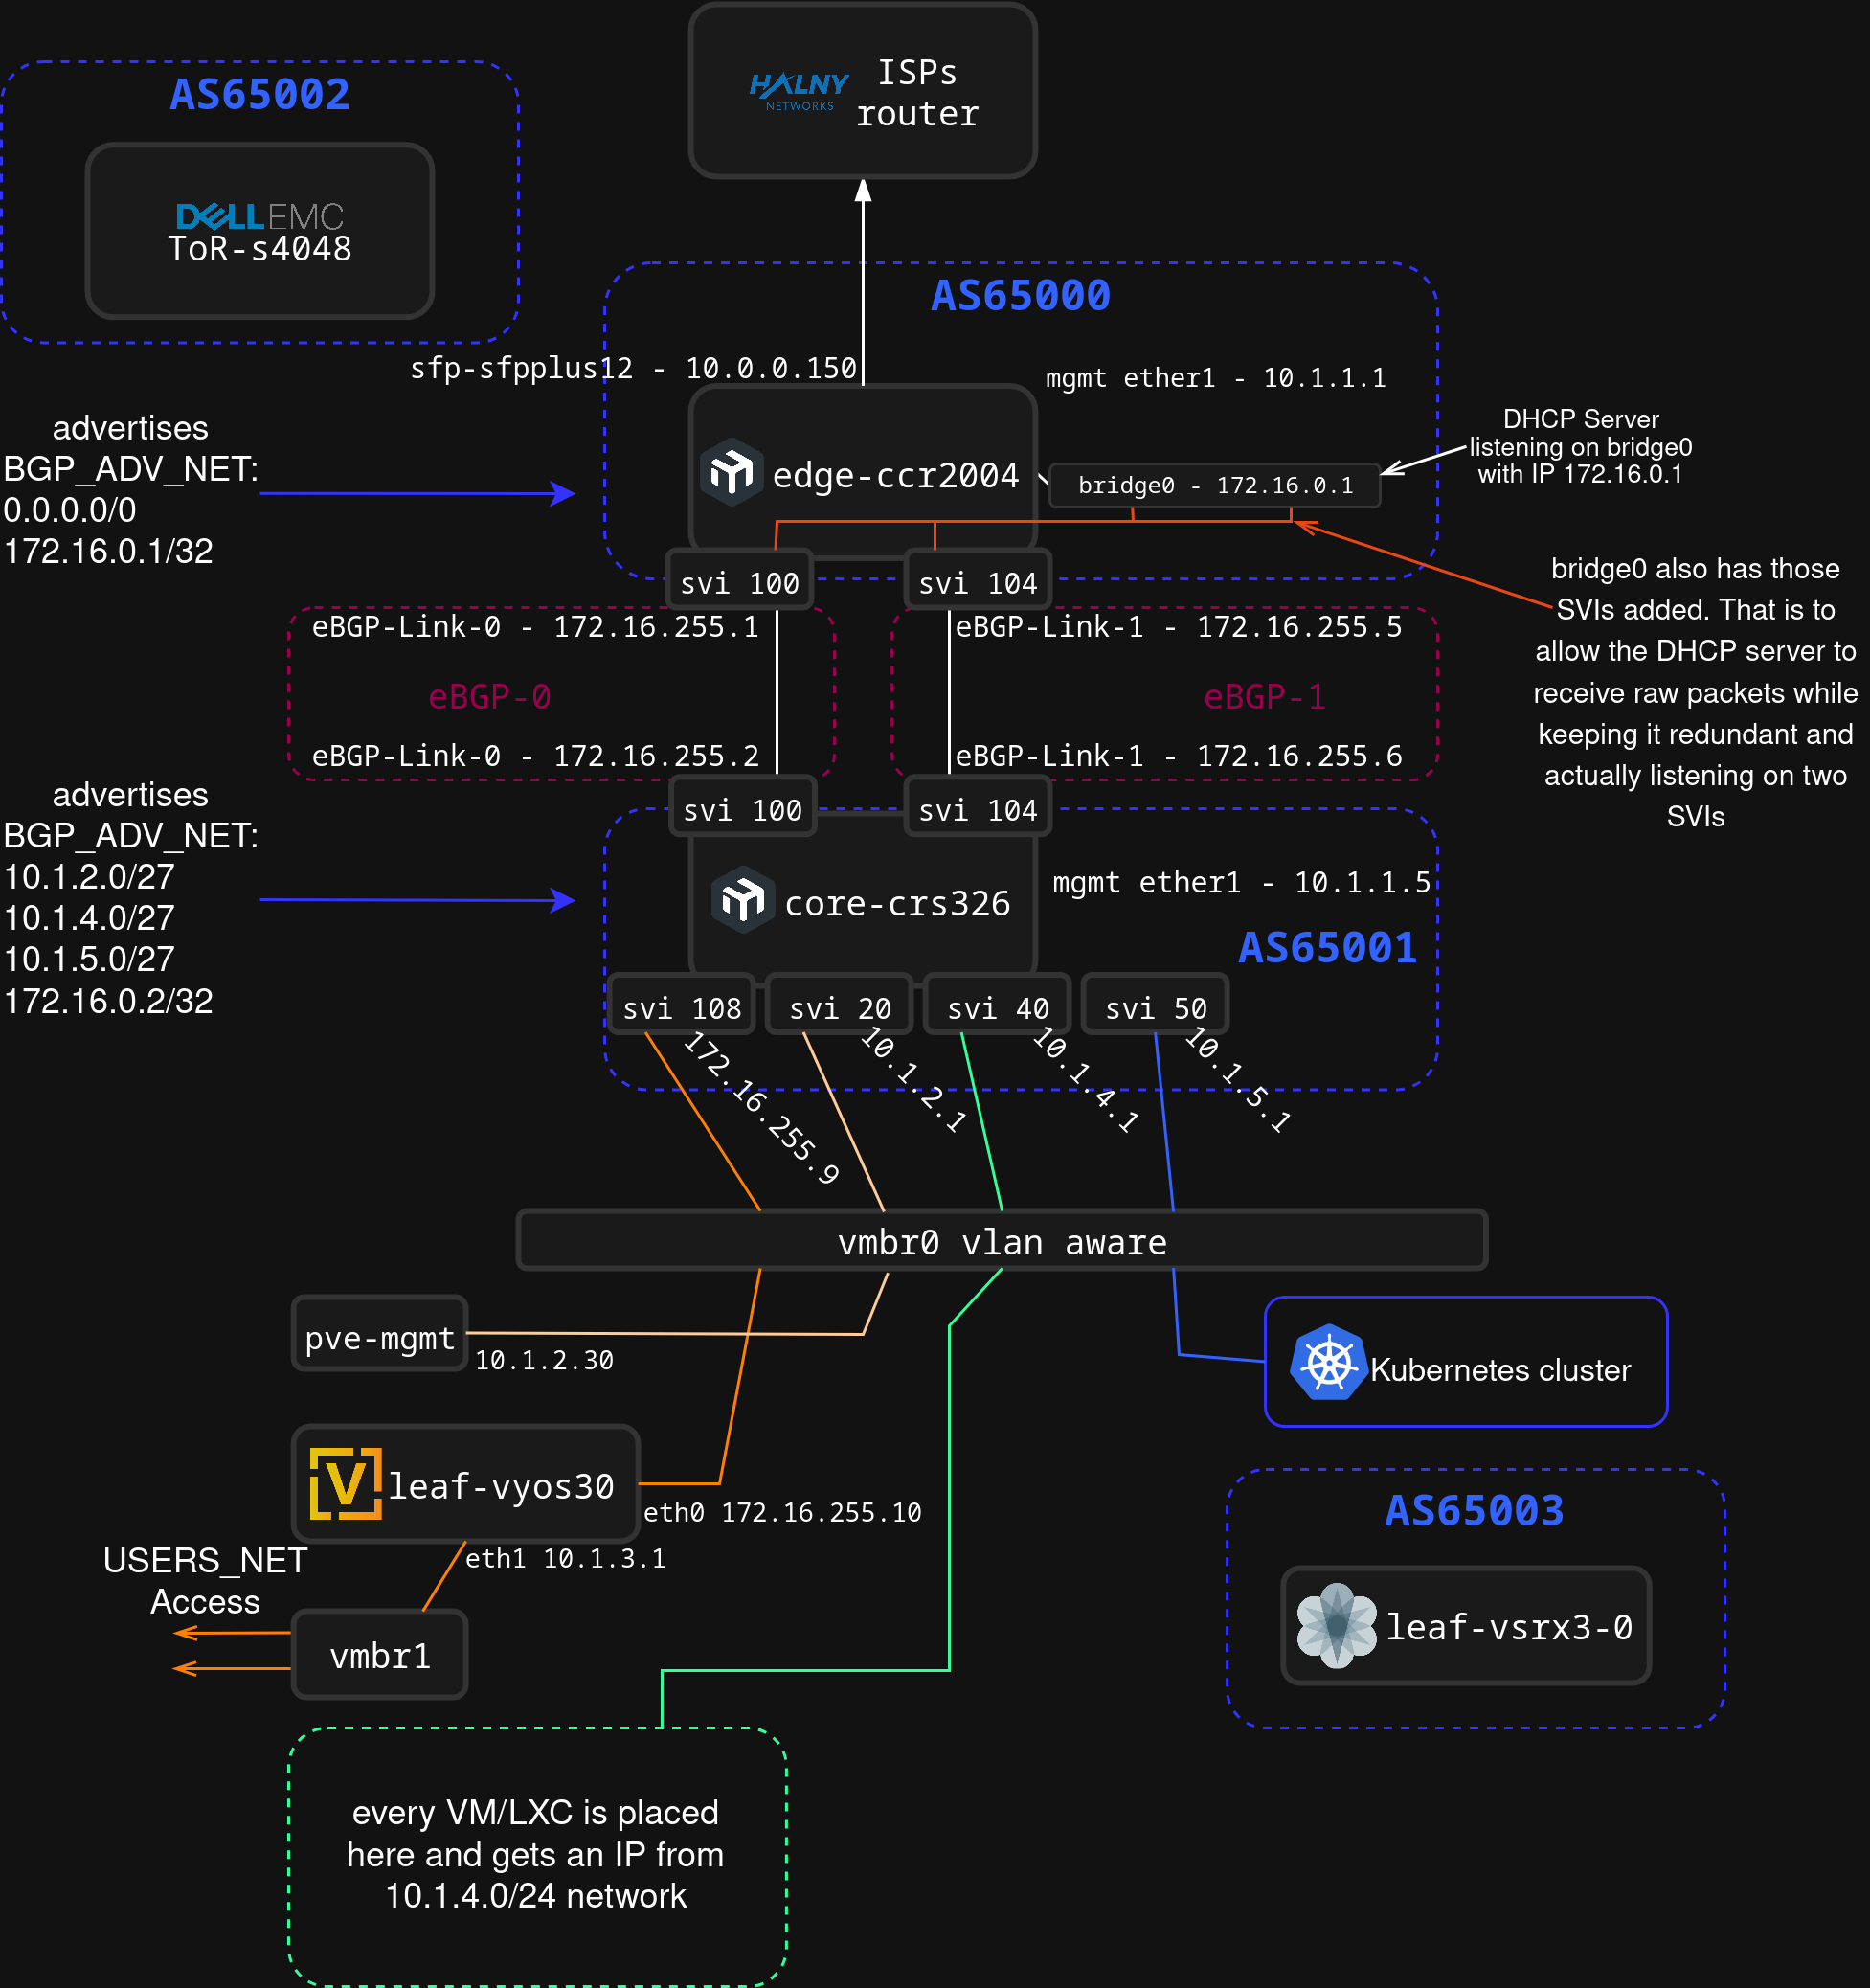 HALNY
NETWORKS
ISPs
router
AS65002
DELLEMC
ToR-s4048
AS65000
sfp-sfpplus12 - 10.0.0.150
mgmt ether1 - 10.1.1.1
advertises
BGP_ADV_NET:
0.0.0.0/0
172.16.0.1/32
edge-ccr2004
bridge0 - 172.16.0.1
DHCP Server
listening on bridge0
with IP 172.16.0.1
svi 100
svi 104
bridge0 also has those
SVIs added. That is to
allow the DHCP server to
receive raw packets while
keeping it redundant and
actually listening on two
SVIs
eBGP-Link-0 - 172.16.255.1
eBGP-Link-1 - 172.16.255.5
eBGP-0
eBGP-1
eBGP-Link-0 - 172.16.255.2
eBGP-Link-1 - 172.16.255.6
advertises
BGP_ADV_NET:
10.1.2.0/27
10.1.4.0/27
10.1.5.0/27
172.16.0.2/32
svi 100
svi 104
core-crs326
mgmt ether1 - 10.1.1.5
AS65001
svi 108
svi 20
svi 40
svi 50
172.16.255.9
10.1.2.1
10.1.4.1
10.1.5.1
vmbr0 vlan aware
pve-mgmt
10.1.2.30
Kubernetes cluster
leaf-vyos30
eth0 172.16.255.10
eth1 10.1.3.1
USERS_NET
Access
vmbr1
AS65003
leaf-vsrx3-0
every VM/LXC is placed
here and gets an IP from
10.1.4.0/24 network